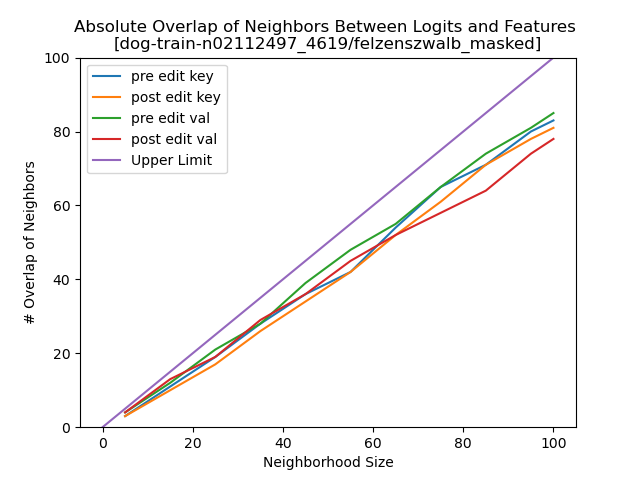 Absolute Overlap of Neighbors Between Logits and Features
[dog-train-n02112497_4619/felzenszwalb_masked]
pre edit key
post edit key
pre edit val
post edit val
Upper Limit
# Overlap of Neighbors
100
80
60
40
20
0
0 20 40 60 80 100
Neighborhood Size